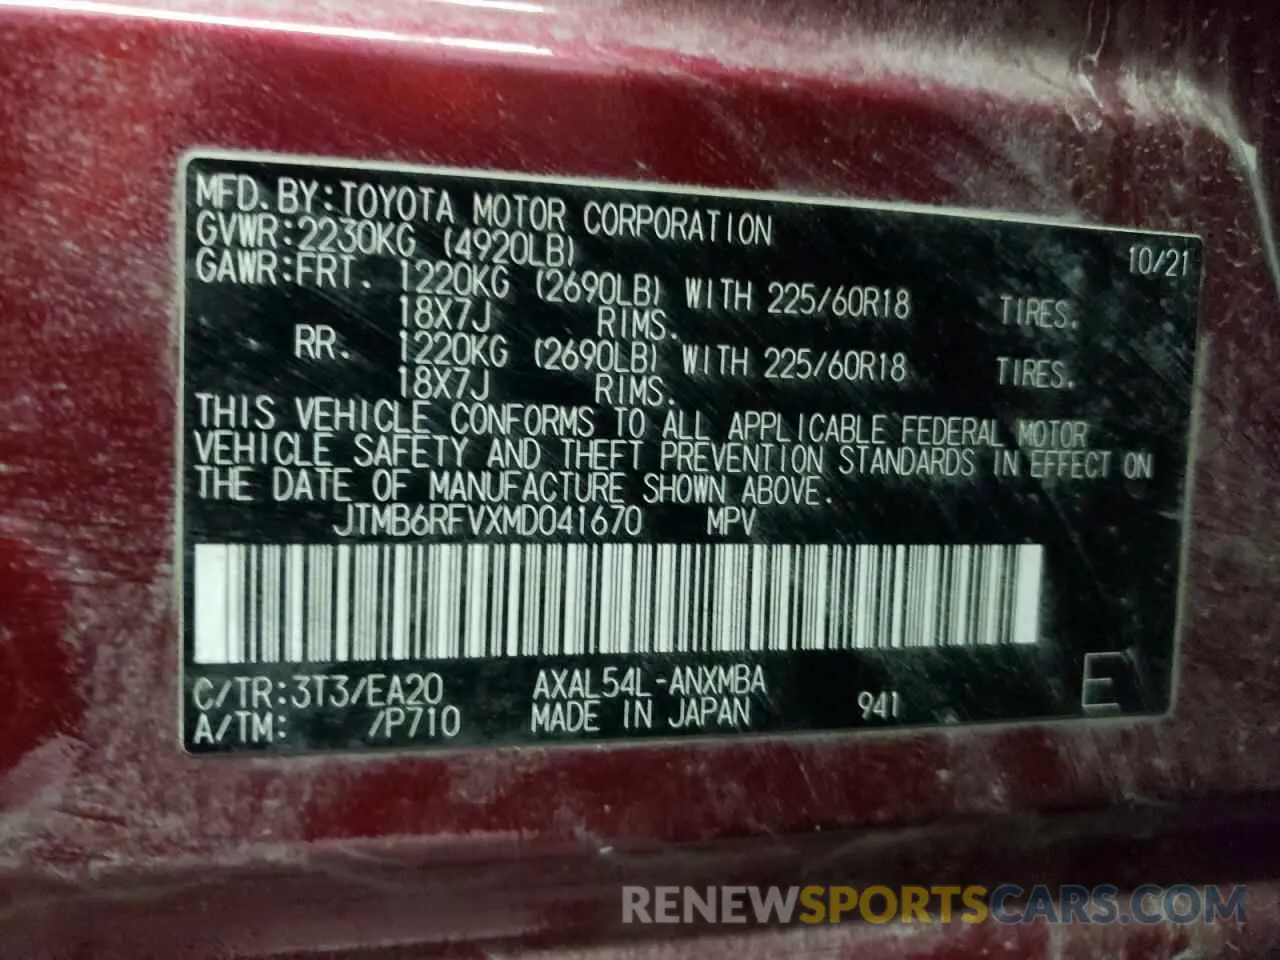 MFD. BY: TOYOTA MOTOR CORPORATION
GVWR: 2230KG (4920LB) 10/21
GAWR: FRT. 1220KG (2690LB) WITH 225/60R18 TIRES.
18X7J RIMS.
RR. 1220KG (2690LB) WITH 225/60R18 TIRES.
18X7J RIMS.
THIS VEHICLE CONFORMS TO ALL APPLICABLE FEDERAL MOTOR
VEHICLE SAFETY AND THEFT PREVENTION STANDARDS IN EFFECT ON
THE DATE OF MANUFACTURE SHOWN ABOVE.
JTMB6RFVXMD041670 MPV
C/TR: 3T3/EA20 AXAL54L-ANXMBA
A/TM: /P710 MADE IN JAPAN 941 E
RENEWSPORTSCARS.COM